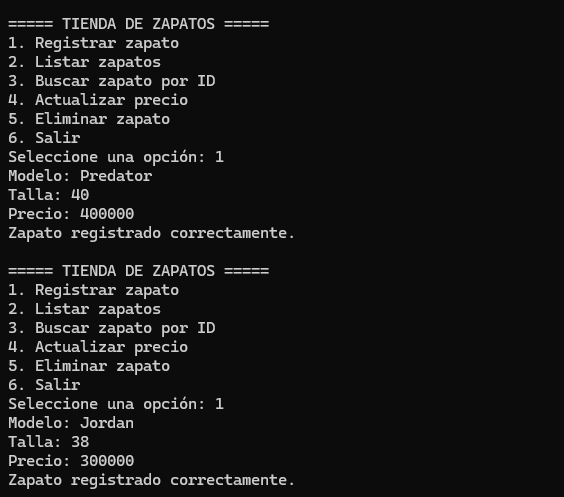 ===== TIENDA DE ZAPATOS =====
1. Registrar zapato
2. Listar zapatos
3. Buscar zapato por ID
4. Actualizar precio
5. Eliminar zapato
6. Salir
Seleccione una opción: 1
Modelo: Predator
Talla: 40
Precio: 400000
Zapato registrado correctamente.

===== TIENDA DE ZAPATOS =====
1. Registrar zapato
2. Listar zapatos
3. Buscar zapato por ID
4. Actualizar precio
5. Eliminar zapato
6. Salir
Seleccione una opción: 1
Modelo: Jordan
Talla: 38
Precio: 300000
Zapato registrado correctamente.